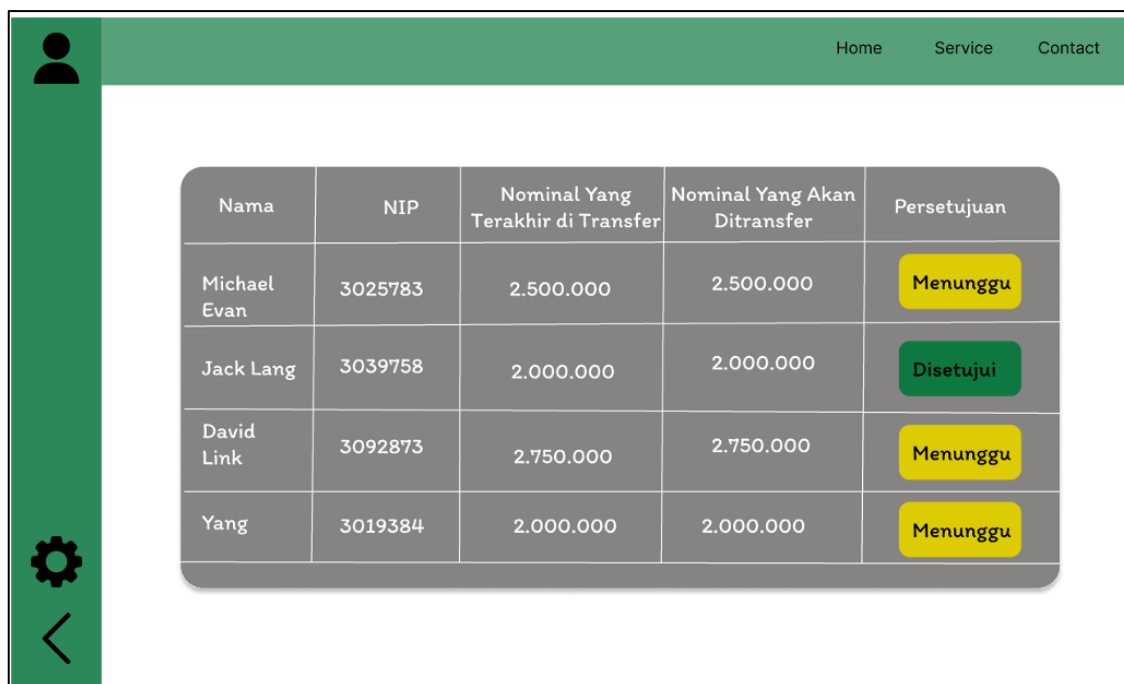 Home Service Contact
Nama NIP Nominal Yang Terakhir di Transfer Nominal Yang Akan Ditransfer Persetujuan
Michael Evan 3025783 2.500.000 2.500.000 Menunggu
Jack Lang 3039758 2.000.000 2.000.000 Disetujui
David Link 3092873 2.750.000 2.750.000 Menunggu
Yang 3019384 2.000.000 2.000.000 Menunggu